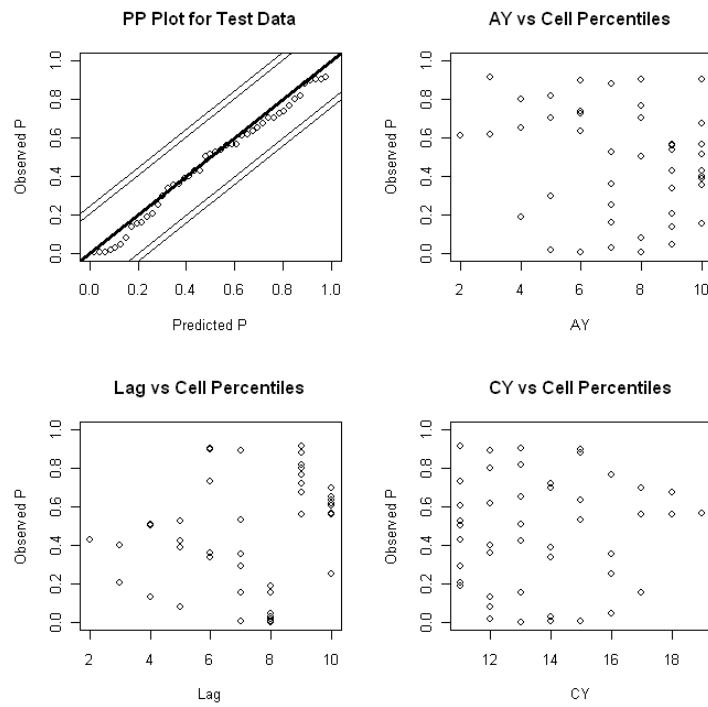 PP Plot for Test Data
1.0
0.8
0.6
0.4
0.2
0.0
Observed P
0.0 0.2 0.4 0.6 0.8 1.0
Predicted P
AY vs Cell Percentiles
1.0
0.8
0.6
0.4
0.2
0.0
Observed P
2 4 6 8 10
AY
Lag vs Cell Percentiles
1.0
0.8
0.6
0.4
0.2
0.0
Observed P
2 4 6 8 10
Lag
CY vs Cell Percentiles
1.0
0.8
0.6
0.4
0.2
0.0
Observed P
12 14 16 18
CY